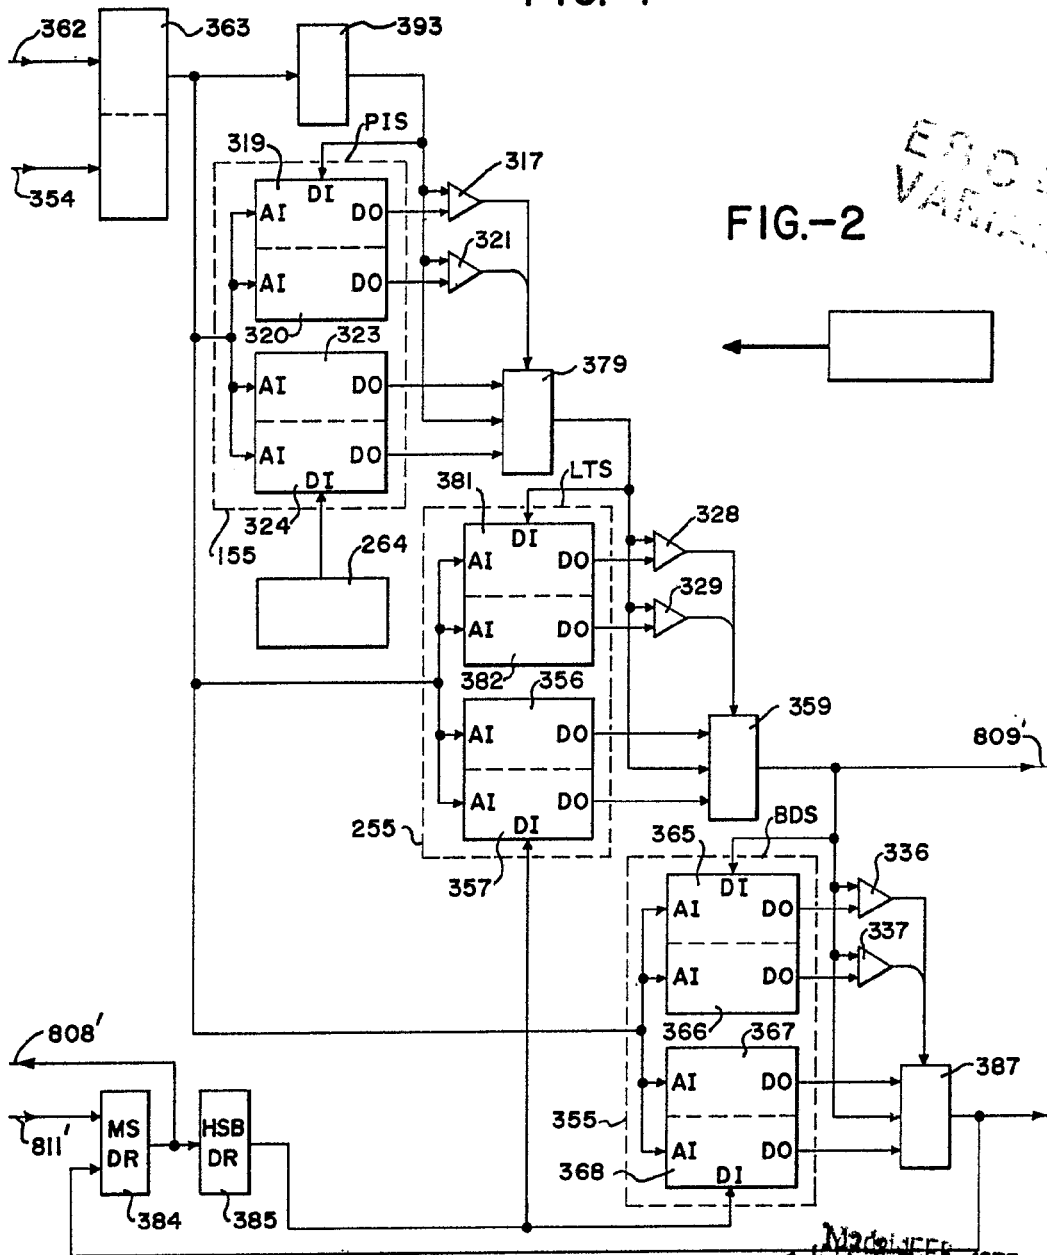 362
363
393
354
PIS
319
317
DI
AI
DO
FIG.-2
321
AI
DO
320
323
AI
DO
379
AI
DO
DI
324
381
LTS
155
264
DI
328
AI
DO
329
AI
DO
382
356
AI
DO
359
809'
AI
DO
DI
255
365
BDS
357
336
DI
AI
DO
337
AI
DO
366
367
808'
387
AI
DO
811'
MS
DR
HSB
DR
355
AI
DO
368
DI
384
385